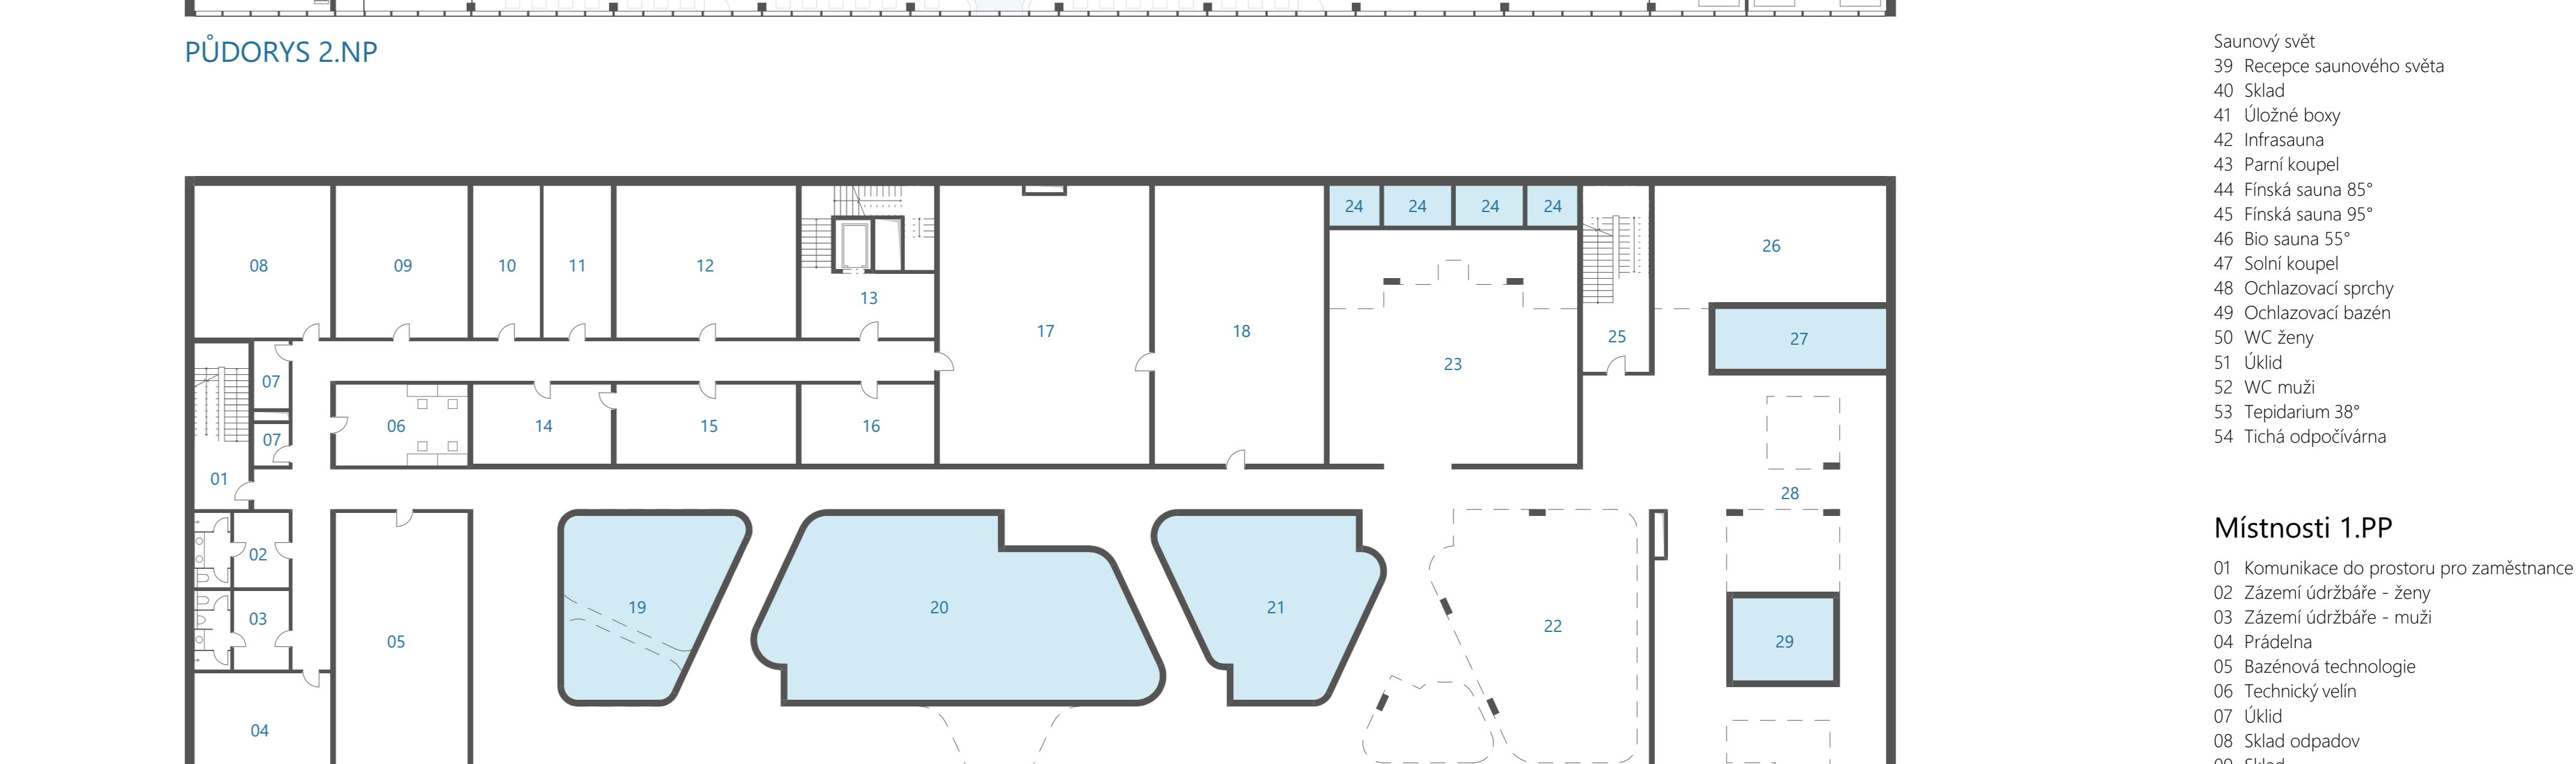 PŮDORYS 2.NP
08
09
10
11
12
13
17
18
24
24
24
24
23
25
26
27
07
07
06
14
15
16
01
02
03
04
05
19
20
21
22
28
29
Saunový svět
39 Recepce saunového světa
40 Sklad
41 Úložné boxy
42 Infrasauna
43 Parní koupel
44 Fínská sauna 85°
45 Fínská sauna 95°
46 Bio sauna 55°
47 Solní koupel
48 Ochlazovací sprchy
49 Ochlazovací bazén
50 WC ženy
51 Úklid
52 WC muži
53 Tepidarium 38°
54 Tichá odpočívárna
Místnosti 1.PP
01 Komunikace do prostoru pro zaměstnance
02 Zázemí údržbáře - ženy
03 Zázemí údržbáře - muži
04 Prádelna
05 Bazénová technologie
06 Technický velín
07 Úklid
08 Sklad odpadov
09 Sklad